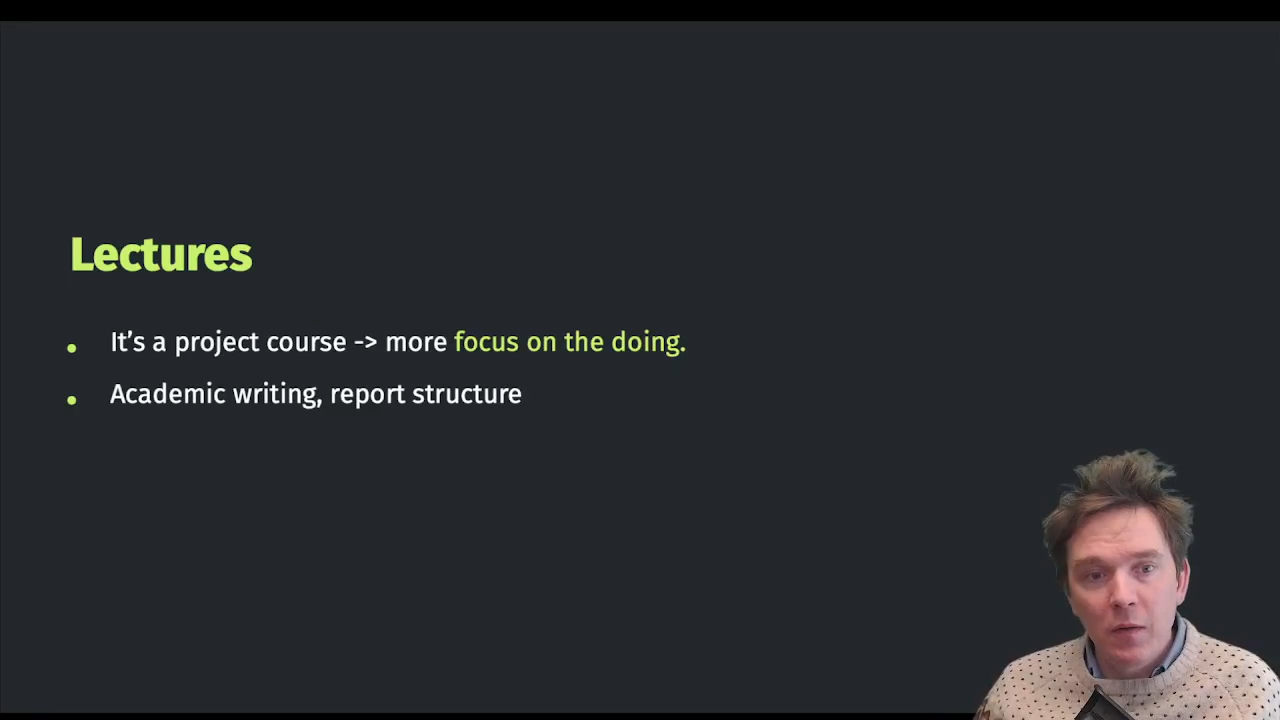 Lectures
It's a project course -> more focus on the doing.
Academic writing, report structure